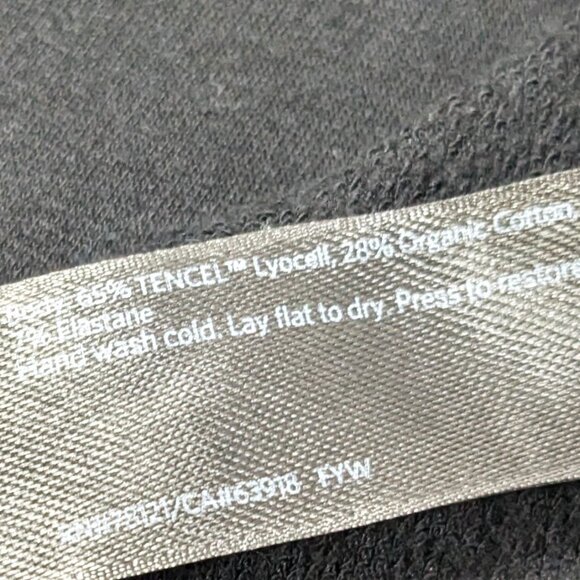 Body: 65% TENCEL™ Lyocell, 28% Organic Cotton,
7% Elastane
Hand wash cold. Lay flat to dry. Press to restore
RN#78121/CA#63918 FYW